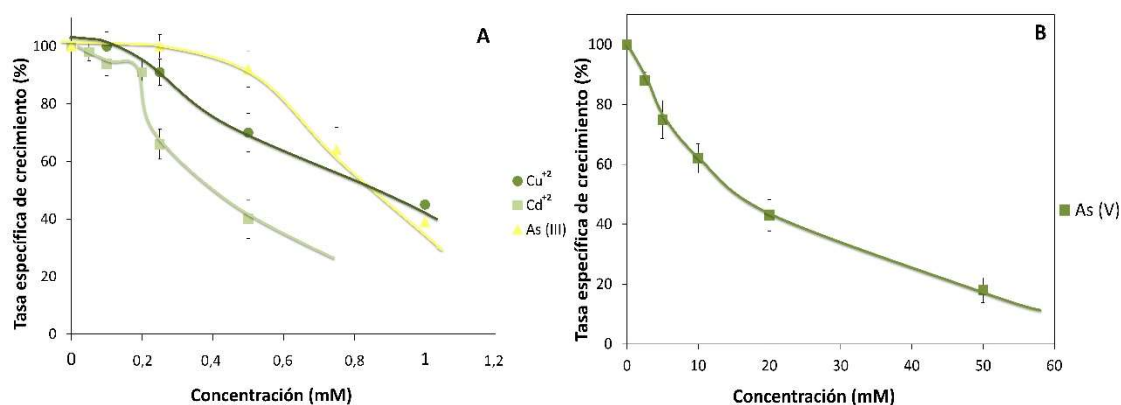 A
Tasa específica de crecimiento (%)
100
80
60
40
20
0
0
0,2
0,4
0,6
0,8
1
1,2
Concentración (mM)
Cu⁺²
Cd⁺²
As (III)
B
Tasa específica de crecimiento (%)
100
80
60
40
20
0
0
10
20
30
40
50
60
Concentración (mM)
As (V)